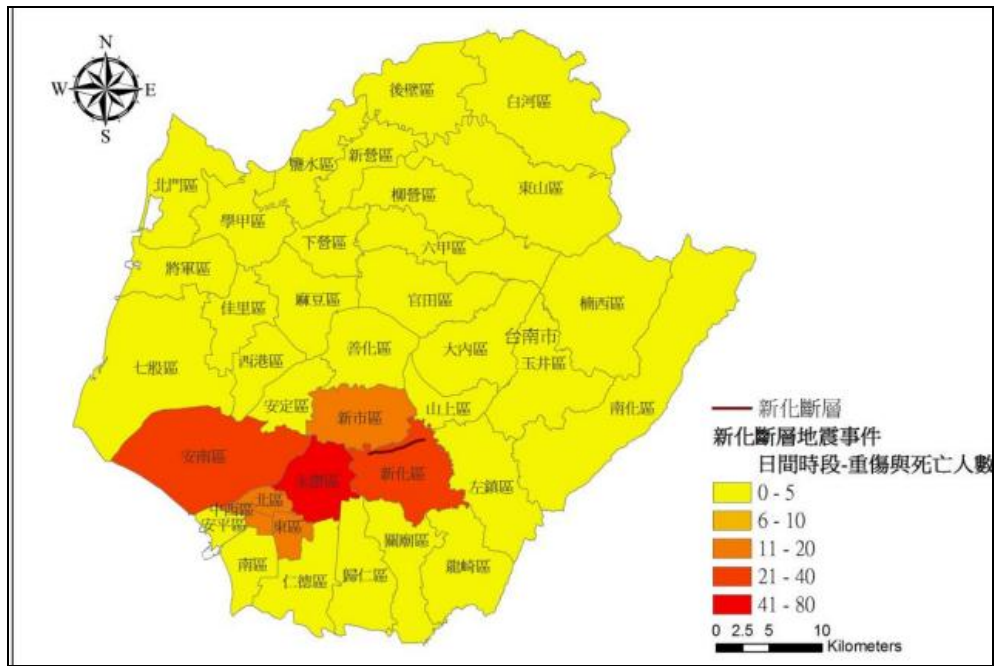 N
W E
S
後壁區
白河區
新營區
鹽水區
北門區
柳營區
東山區
學甲區
下營區
六甲區
將軍區
麻豆區
官田區
楠西區
佳里區
台南市
西港區
善化區
大內區
玉井區
七股區
安定區
新市區
山上區
南化區
安南區
永康區
新化區
左鎮區
北區
中西區
安平區
東區
南區
關廟區
仁德區
歸仁區
龍崎區
新化斷層
新化斷層地震事件
日間時段-重傷與死亡人數
0 - 5
6 - 10
11 - 20
21 - 40
41 - 80
0 2.5 5 10
Kilometers